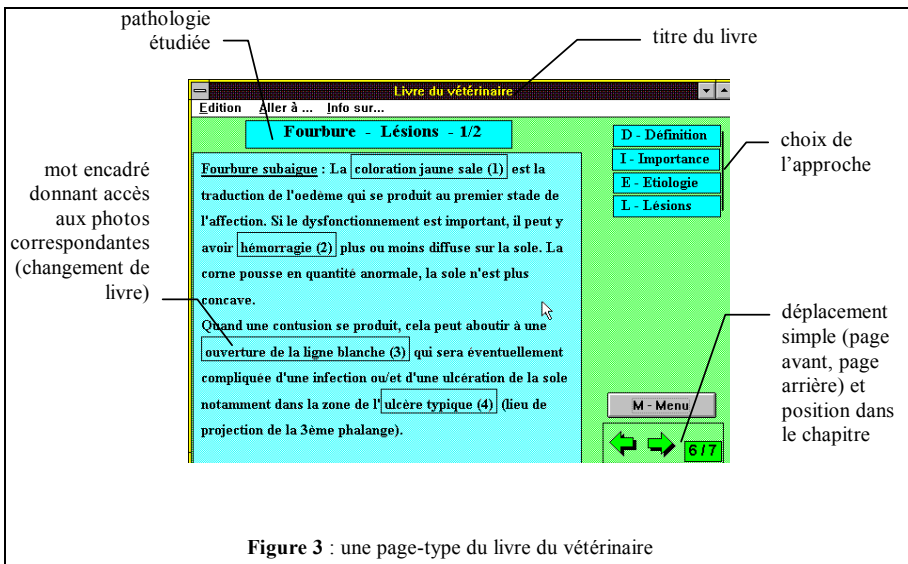 pathologie
étudiée
titre du livre
Livre du vétérinaire
Edition Aller à ... Info sur...
Fourbure - Lésions - 1/2
D - Définition
I - Importance
E - Etiologie
L - Lésions
choix de
l’approche
mot encadré
donnant accès
aux photos
correspondantes
(changement de
livre)
Fourbure subaigue : La coloration jaune sale (1) est la
traduction de l'oedème qui se produit au premier stade de
l'affection. Si le dysfonctionnement est important, il peut y
avoir hémorragie (2) plus ou moins diffuse sur la sole. La
corne pousse en quantité anormale, la sole n'est plus
concave.
Quand une contusion se produit, cela peut aboutir à une
ouverture de la ligne blanche (3) qui sera éventuellement
compliquée d'une infection ou/et d'une ulcération de la sole
notamment dans la zone de l' ulcère typique (4) (lieu de
projection de la 3ème phalange).
M - Menu
6 / 7
déplacement
simple (page
avant, page
arrière) et
position dans
le chapitre
Figure 3 : une page-type du livre du vétérinaire